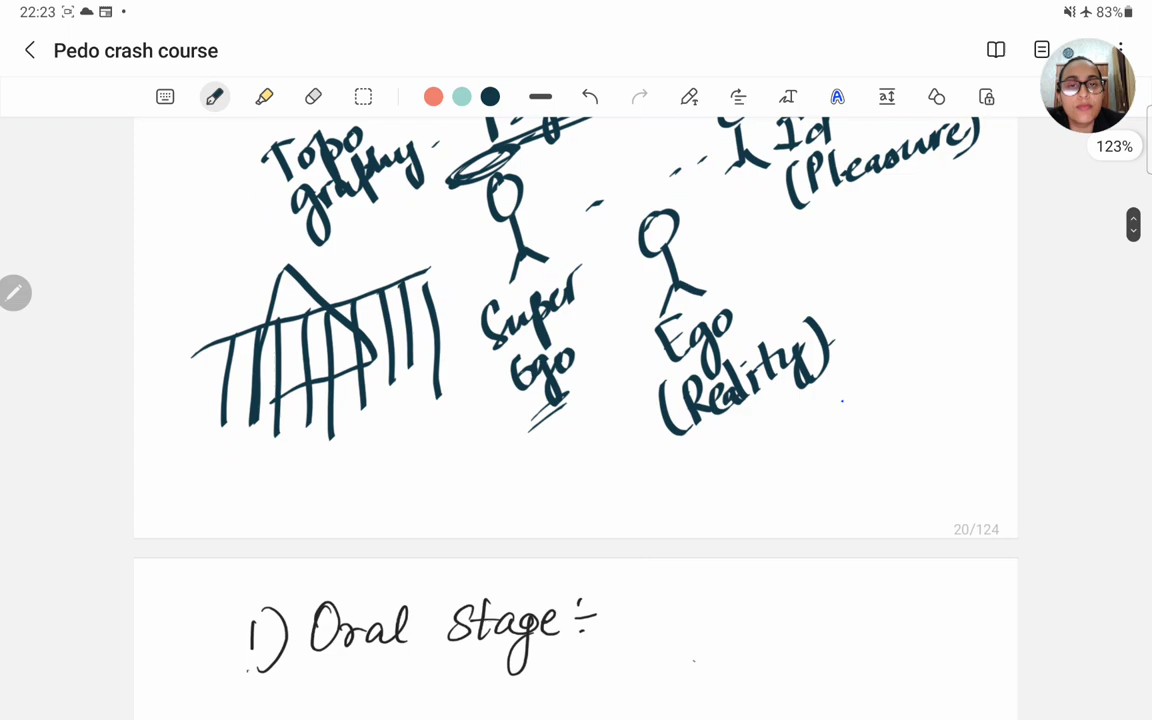 22:23
83%
Pedo crash course
123%
Topo
graphy
Id
(Pleasure)
Super
Ego
Ego
(Reality)
20/124
1) Oral stage ÷